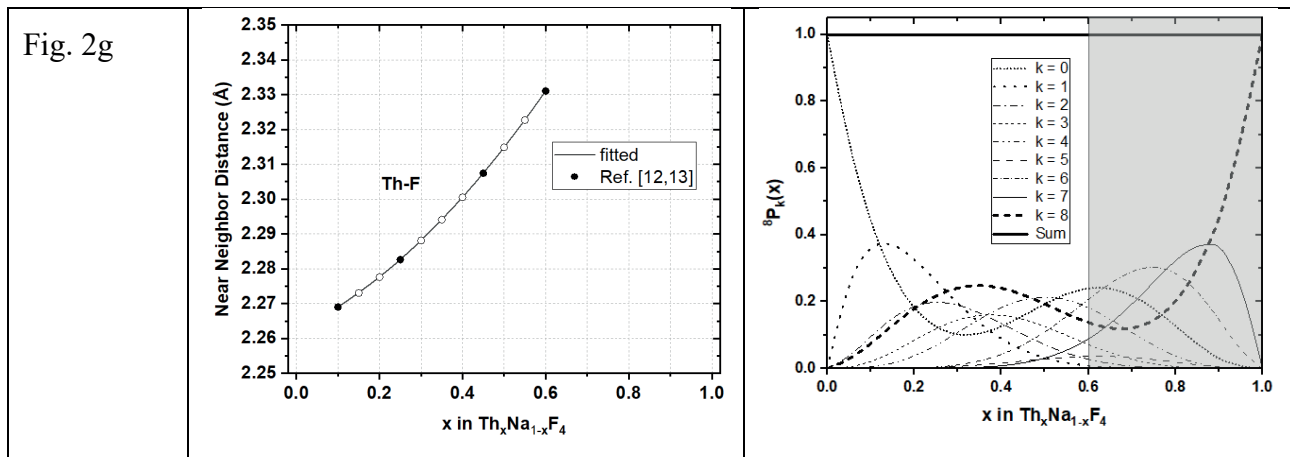 Fig. 2g
2.35
2.34
2.33
2.32
2.31
2.30
2.29
2.28
2.27
2.26
2.25
Near Neighbor Distance (Å)
Th-F
fitted
Ref. [12,13]
0.0 0.2 0.4 0.6 0.8 1.0
x in ThₓNa₁₋ₓF₄
1.0
0.8
0.6
0.4
0.2
0.0
⁸Pₖ(x)
k = 0
k = 1
k = 2
k = 3
k = 4
k = 5
k = 6
k = 7
k = 8
Sum
0.0 0.2 0.4 0.6 0.8 1.0
x in ThₓNa₁₋ₓF₄